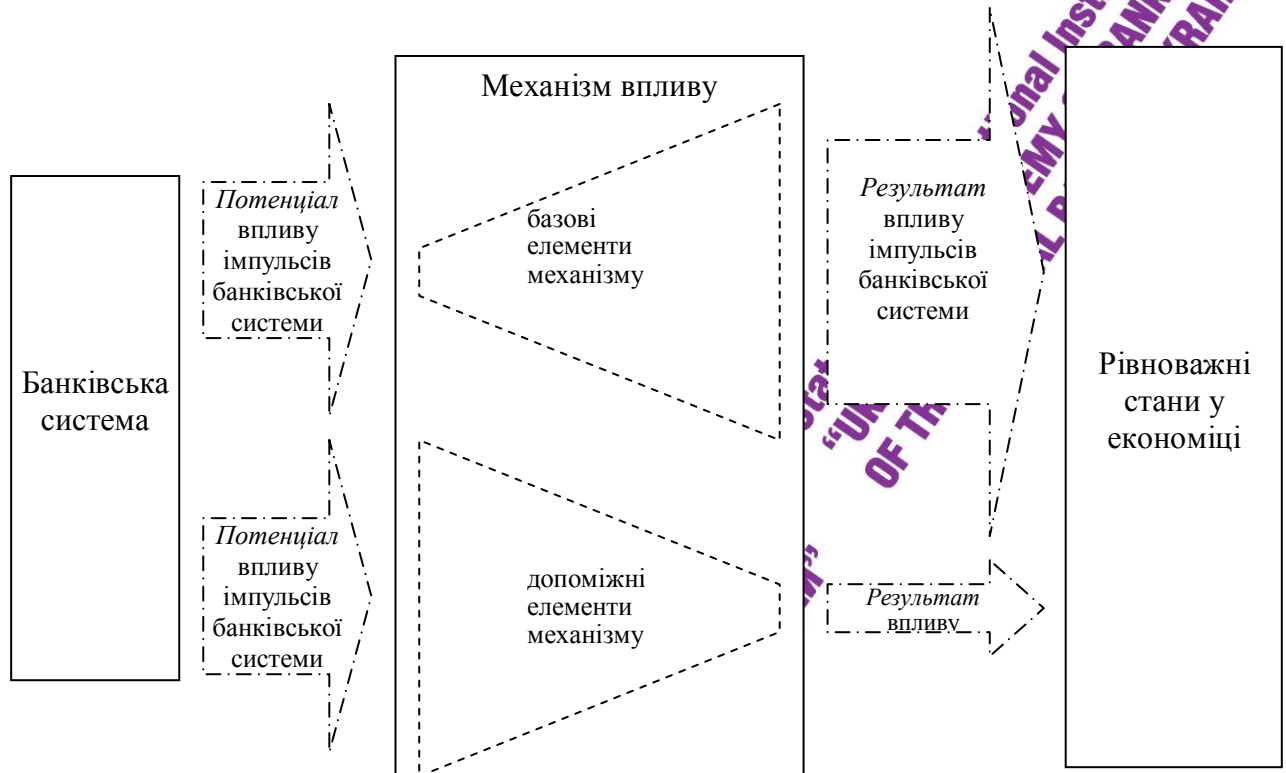 Механізм впливу
Банківська
система
Потенціал
впливу
імпульсів
банківської
системи
базові
елементи
механізму
Результат
впливу
імпульсів
банківської
системи
Потенціал
впливу
імпульсів
банківської
системи
допоміжні
елементи
механізму
Результат
впливу
Рівноважні
стани у
економіці
OF